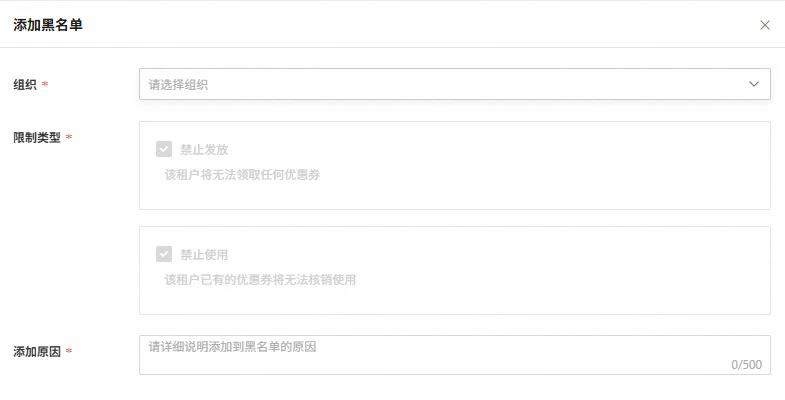 添加黑名单
组织 *
请选择组织
限制类型 *
禁止发放
该租户将无法领取任何优惠券
禁止使用
该租户已有的优惠券将无法核销使用
添加原因 *
请详细说明添加到黑名单的原因
0/500